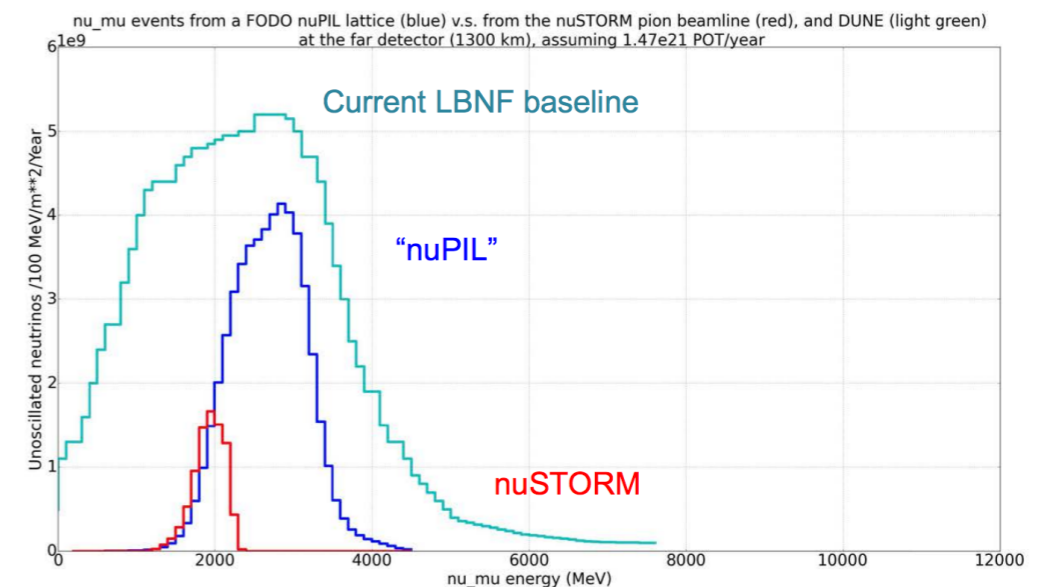 nu_mu events from a FODO nuPIL lattice (blue) v.s. from the nuSTORM pion beamline (red), and DUNE (light green)
at the far detector (1300 km), assuming 1.47e21 POT/year
1e9
6
5
4
3
2
1
0
Unoscillated neutrinos /100 MeV/m**2/Year
Current LBNF baseline
“nuPIL”
nuSTORM
0 2000 4000 6000 8000 10000 12000
nu_mu energy (MeV)